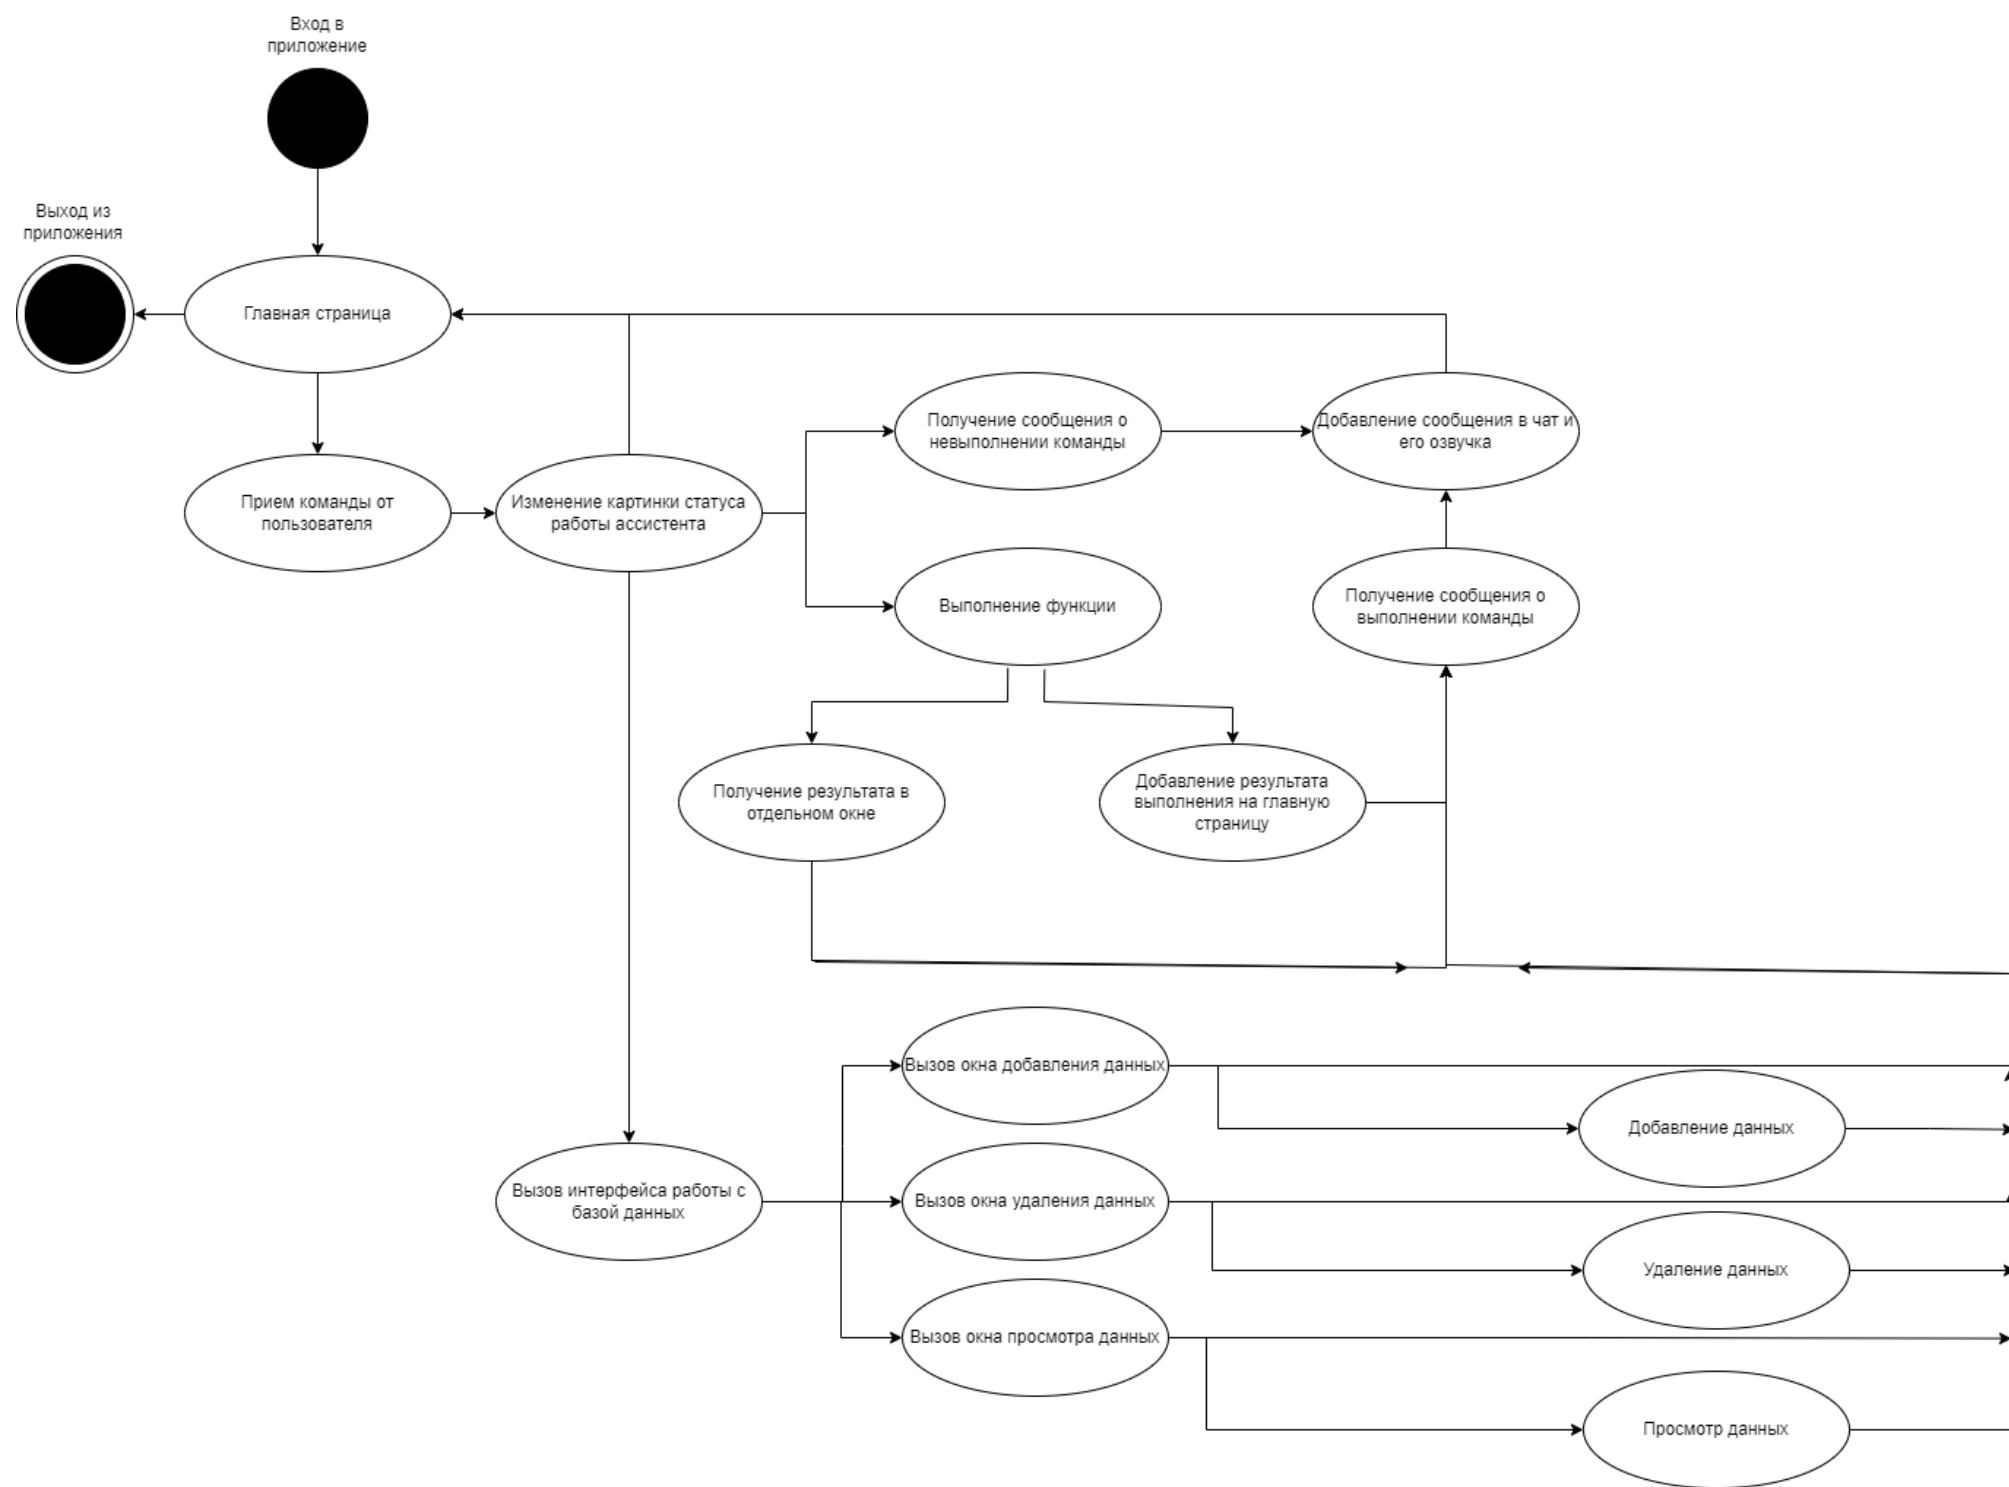 Вход в
приложение
Выход из
приложения
Главная страница
Получение сообщения о
невыполнении команды
Добавление сообщения в чат и
его озвучка
Прием команды от
пользователя
Изменение картинки статуса
работы ассистента
Выполнение функции
Получение сообщения о
выполнении команды
Получение результата в
отдельном окне
Добавление результата
выполнения на главную
страницу
Вызов окна добавления данных
Добавление данных
Вызов интерфейса работы с
базой данных
Вызов окна удаления данных
Удаление данных
Вызов окна просмотра данных
Просмотр данных